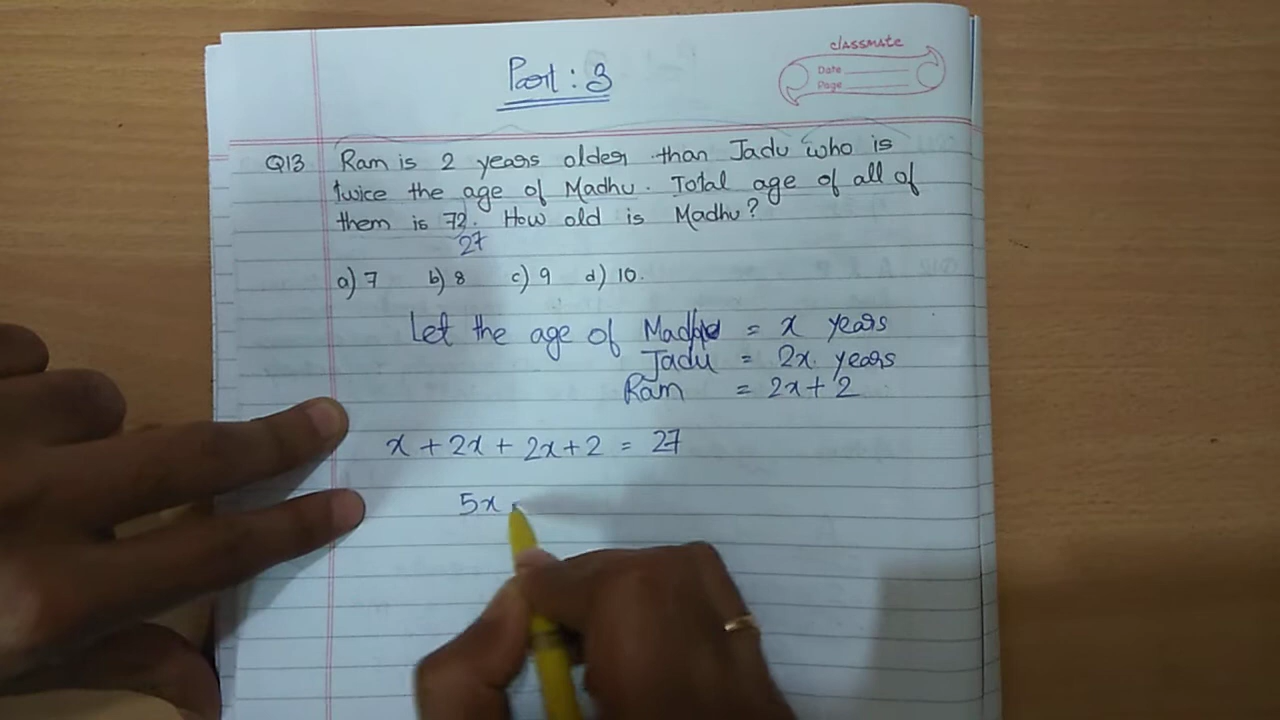 Part : 3
classmate
Date
Page
Q13 Ram is 2 years older than Jadu who is
twice the age of Madhu. Total age of all of
them is 72. How old is Madhu?
27
a) 7 b) 8 c) 9 d) 10.
Let the age of Madhu = x years
Jadu = 2x years
Ram = 2x + 2
x + 2x + 2x + 2 = 27
5x